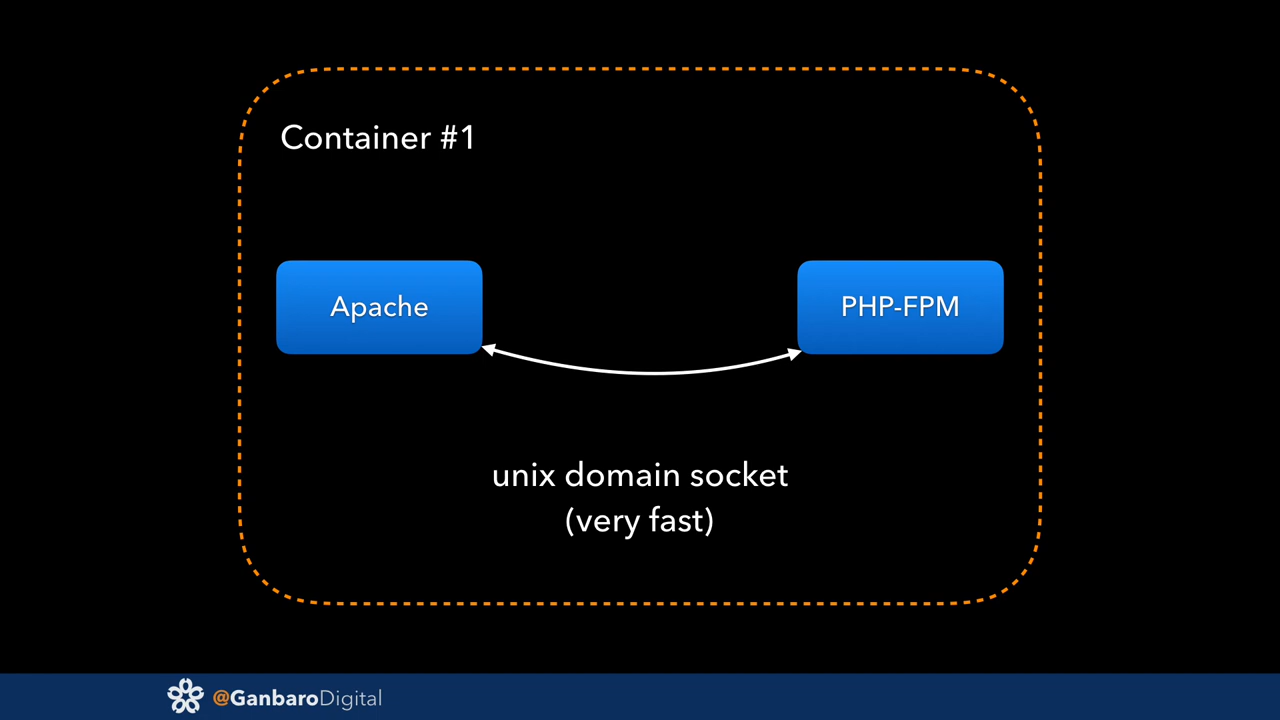 Container #1
Apache
PHP-FPM
unix domain socket
(very fast)
@GanbaroDigital